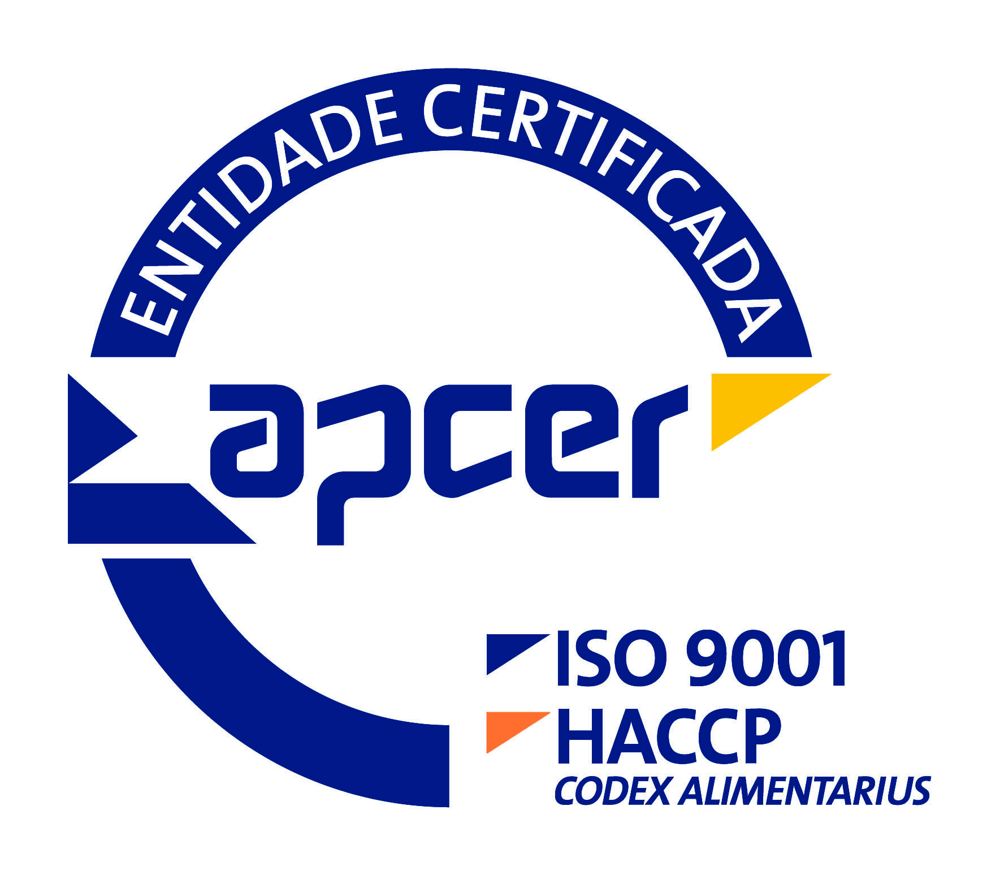 ENTIDADE CERTIFICADA
apcer
ISO 9001
HACCP
CODEX ALIMENTARIUS